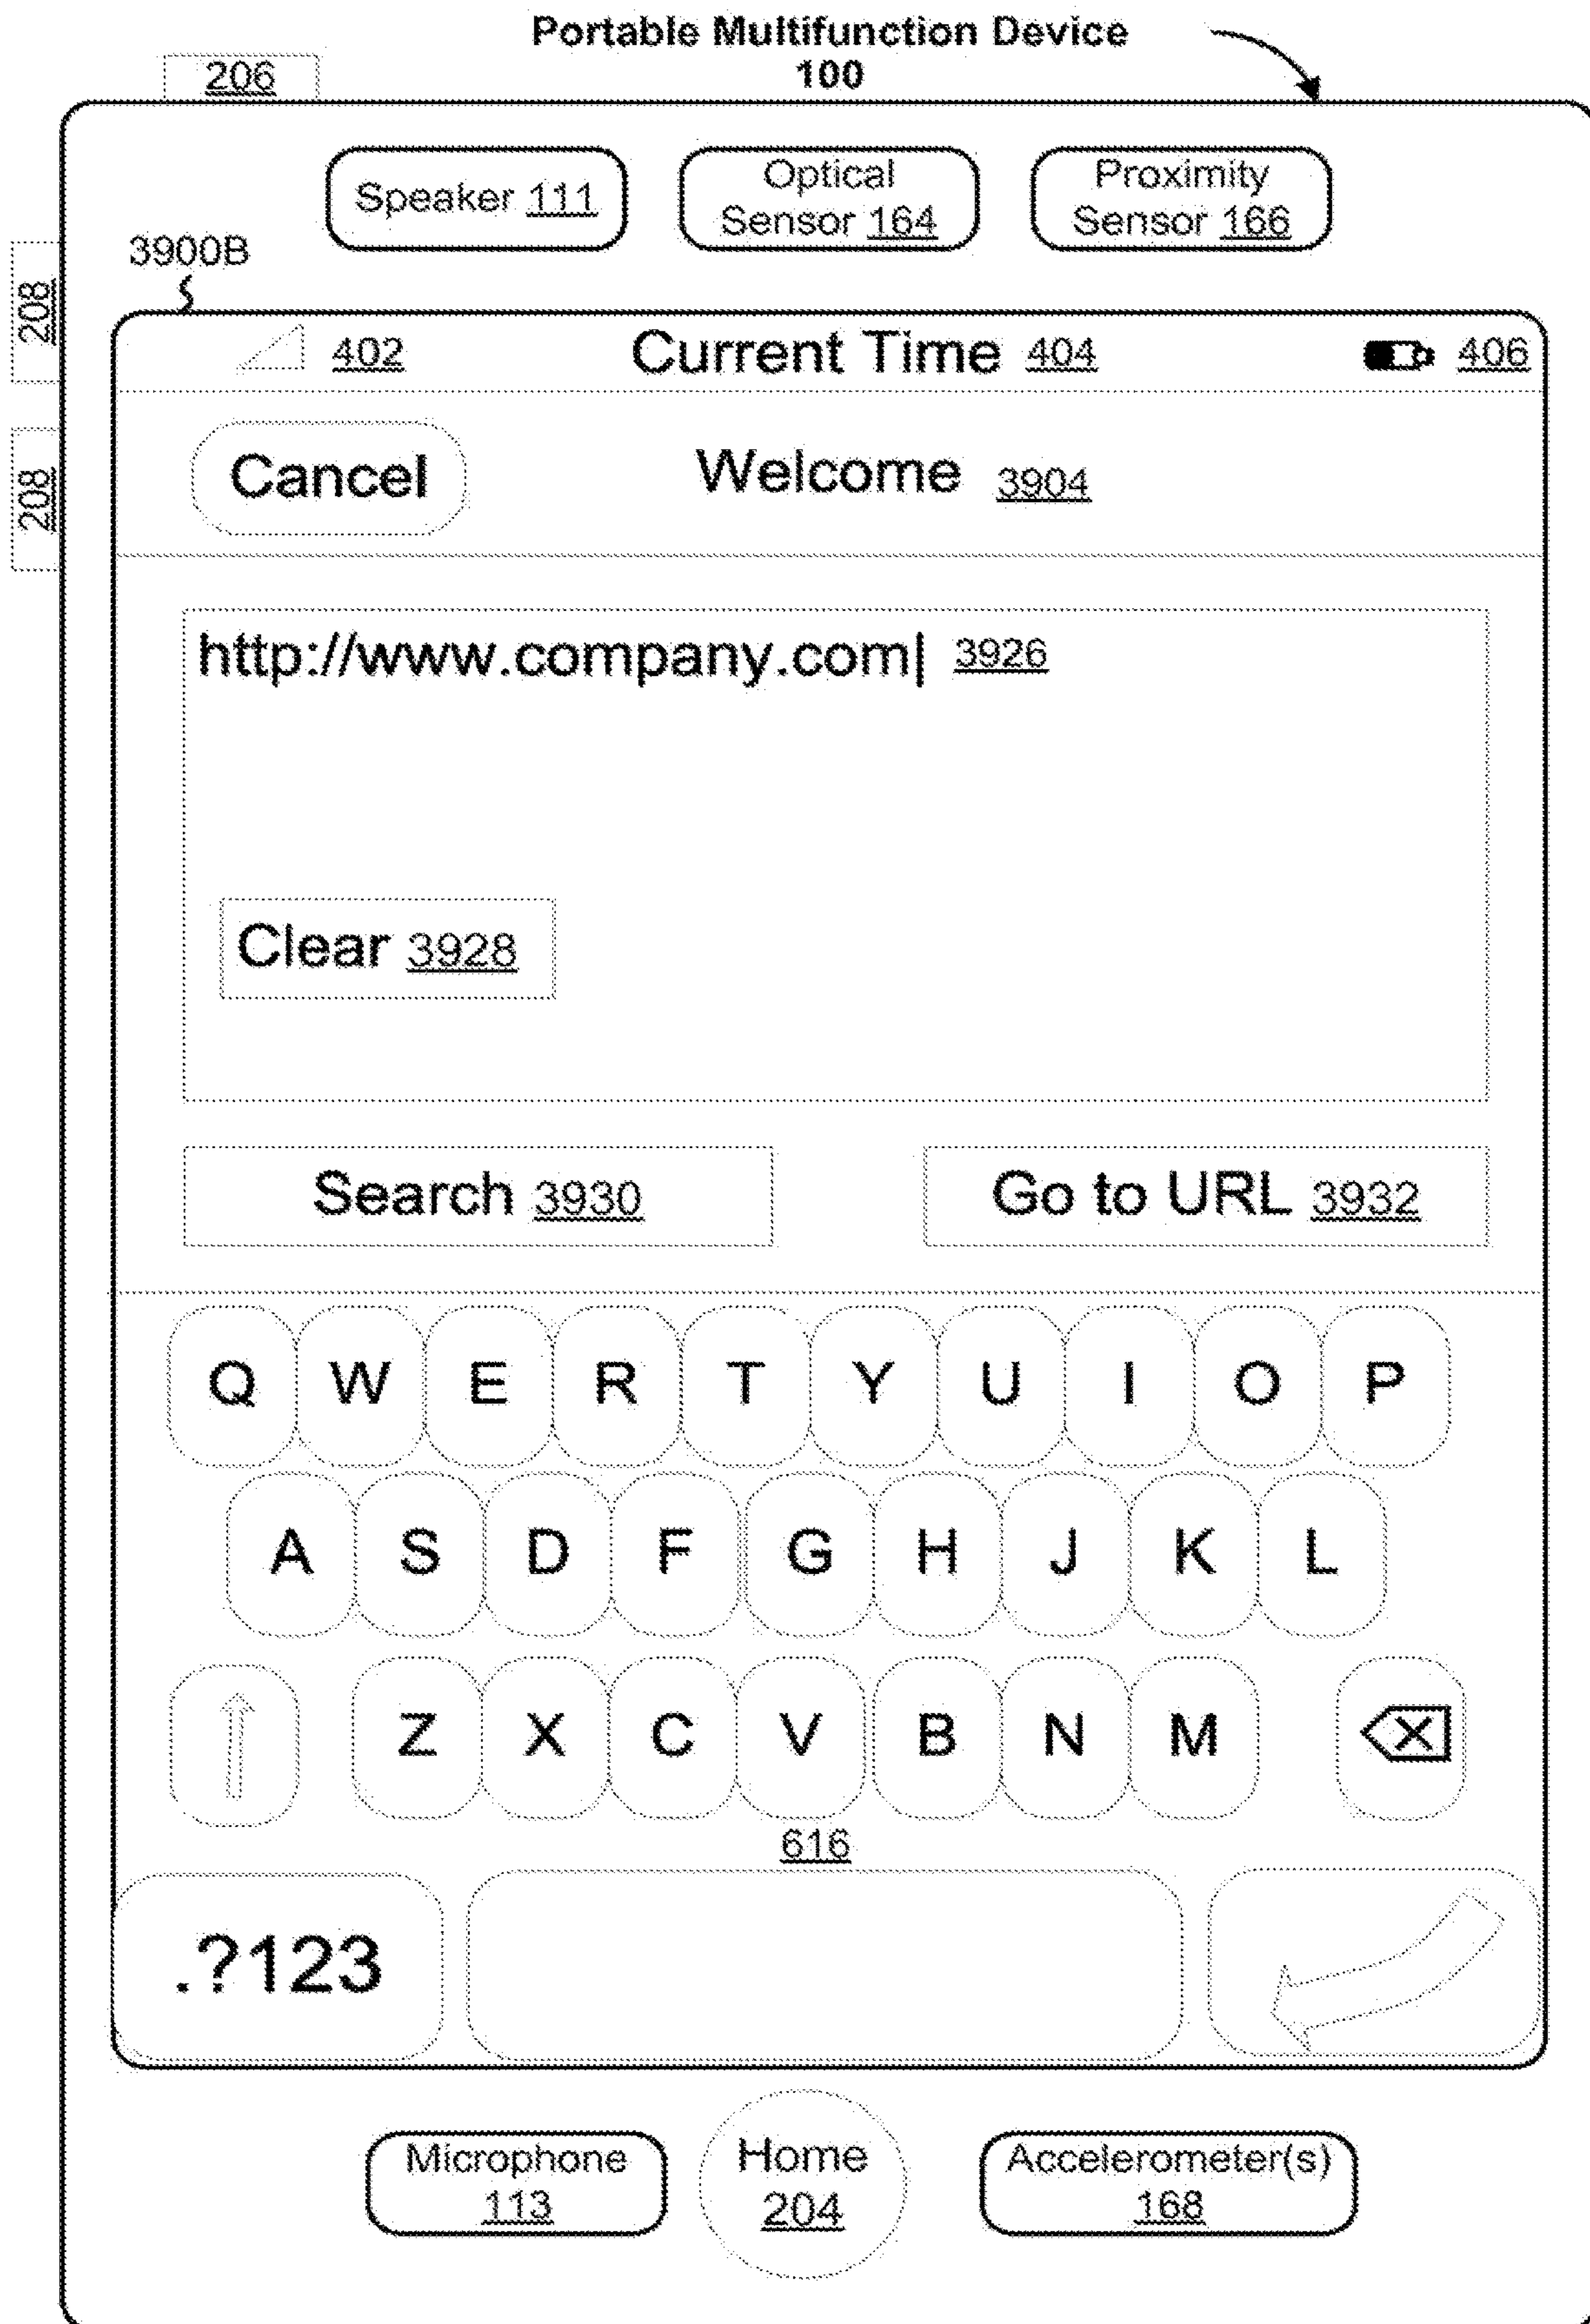 Portable Multifunction Device
100
206
Speaker 111
Optical
Sensor 164
Proximity
Sensor 166
3900B
208
208
402
Current Time 404
406
Cancel
Welcome 3904
http://www.company.com| 3926
Clear 3928
Search 3930
Go to URL 3932
Q W E R T Y U I O P
A S D F G H J K L
Z X C V B N M
616
.?123
Microphone
113
Home
204
Accelerometer(s)
168